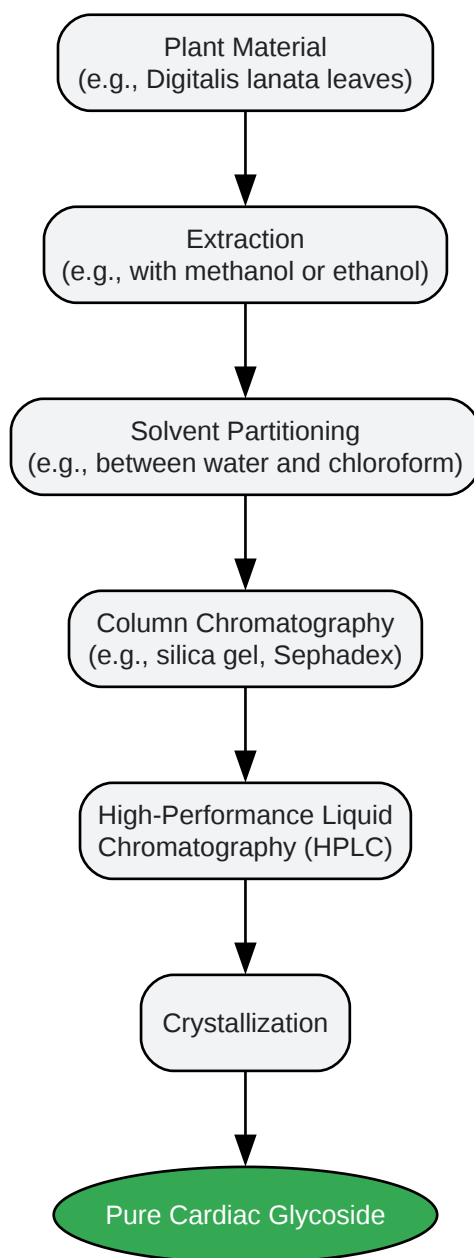 Plant Material
(e.g., Digitalis lanata leaves)
Extraction
(e.g., with methanol or ethanol)
Solvent Partitioning
(e.g., between water and chloroform)
Column Chromatography
(e.g., silica gel, Sephadex)
High-Performance Liquid
Chromatography (HPLC)
Crystallization
Pure Cardiac Glycoside